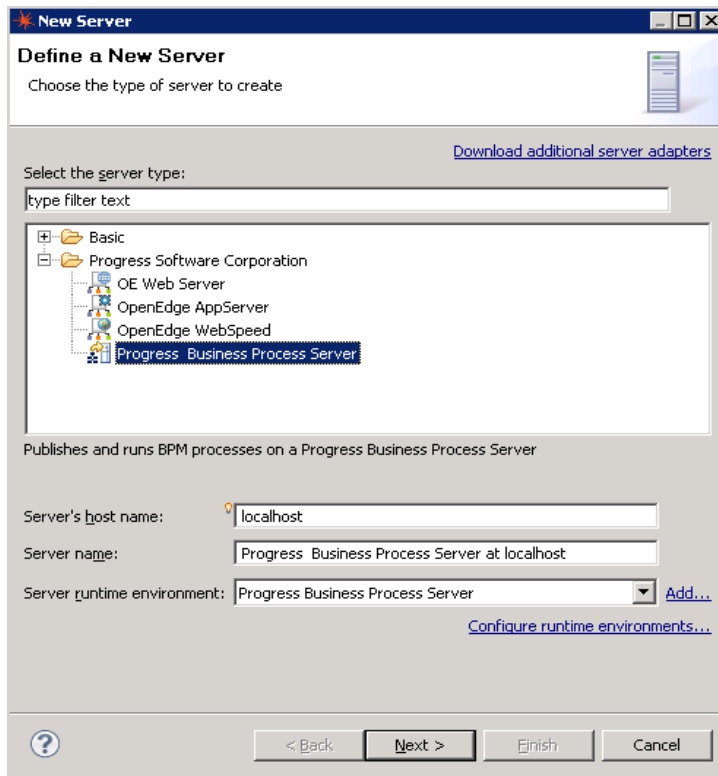 New Server
Define a New Server
Choose the type of server to create
Download additional server adapters
Select the server type:
type filter text
Basic
Progress Software Corporation
OE Web Server
OpenEdge AppServer
OpenEdge WebSpeed
Progress  Business Process Server
Publishes and runs BPM processes on a Progress Business Process Server
Server's host name: localhost
Server name: Progress  Business Process Server at localhost
Server runtime environment: Progress Business Process Server Add...
Configure runtime environments...
? < Back Next > Finish Cancel